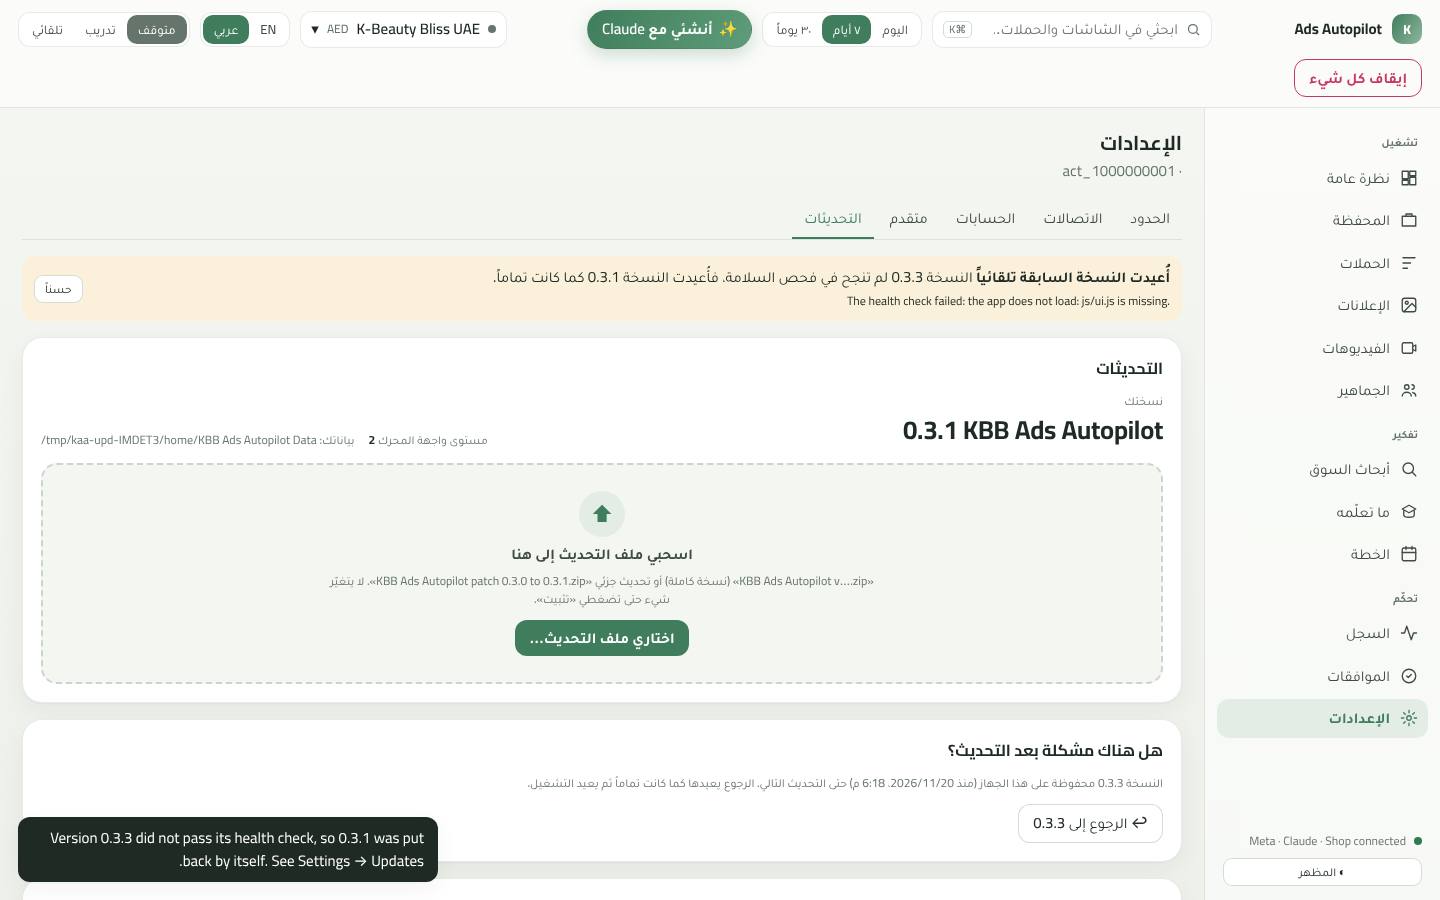 K Ads Autopilot
ابحثي في الشاشات والحملات.. ⌘K
اليوم ٧ أيام ٣٠ يوماً
✨ أنشئي مع Claude
K-Beauty Bliss UAE AED ▾
EN عربي
متوقف تدريب تلقائي
إيقاف كل شيء
تشغيل
نظرة عامة
المحفظة
الحملات
الإعلانات
الفيديوهات
الجماهير
تفكير
أبحاث السوق
ما تعلّمه
الخطة
تحكّم
السجل
الموافقات
الإعدادات
Meta · Claude · Shop connected
المظهر
الإعدادات
· act_1000000001
الحدود الاتصالات الحسابات متقدم التحديثات
أُعيدت النسخة السابقة تلقائياً النسخة 0.3.3 لم تنجح في فحص السلامة، فأُعيدت النسخة 0.3.1 كما كانت تماماً.
The health check failed: the app does not load: js/ui.js is missing.
حسناً
التحديثات
نسختك
0.3.1 KBB Ads Autopilot
مستوى واجهة المحرك 2 بياناتك: /tmp/kaa-upd-IMDET3/home/KBB Ads Autopilot Data
اسحبي ملف التحديث إلى هنا
«KBB Ads Autopilot v….zip» (نسخة كاملة) أو تحديث جزئي «KBB Ads Autopilot patch 0.3.0 to 0.3.1.zip». لا يتغيّر
شيء حتى تضغطي «تثبيت».
اختاري ملف التحديث...
هل هناك مشكلة بعد التحديث؟
النسخة 0.3.3 محفوظة على هذا الجهاز (منذ 2026/11/20، 6:18 م) حتى التحديث التالي. الرجوع يعيدها كما كانت تماماً ثم يعيد التشغيل.
↩ الرجوع إلى 0.3.3
Version 0.3.3 did not pass its health check, so 0.3.1 was put
back by itself. See Settings → Updates.